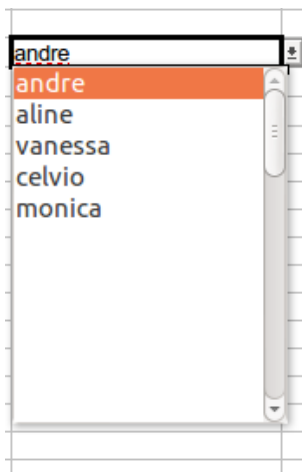 andre
andre
aline
vanessa
celvio
monica